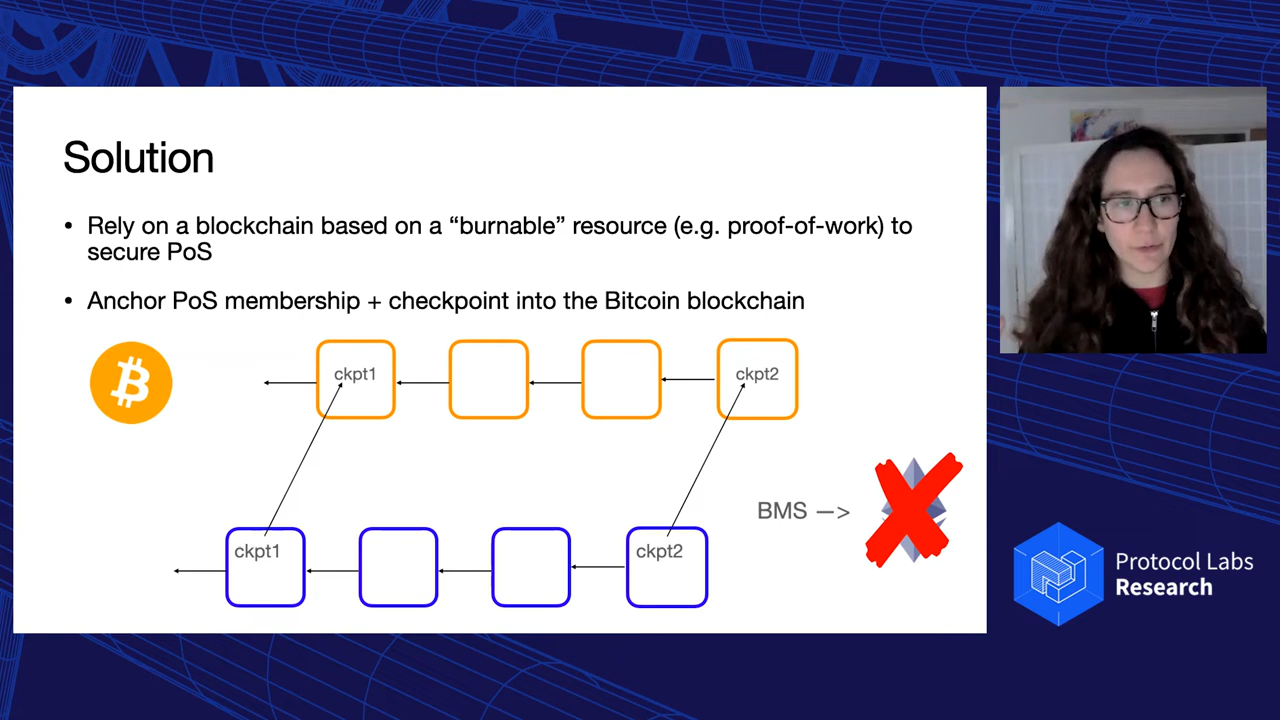 Solution
• Rely on a blockchain based on a “burnable” resource (e.g. proof-of-work) to
secure PoS
• Anchor PoS membership + checkpoint into the Bitcoin blockchain
ckpt1
ckpt2
BMS —>
ckpt1
ckpt2
Protocol Labs
Research